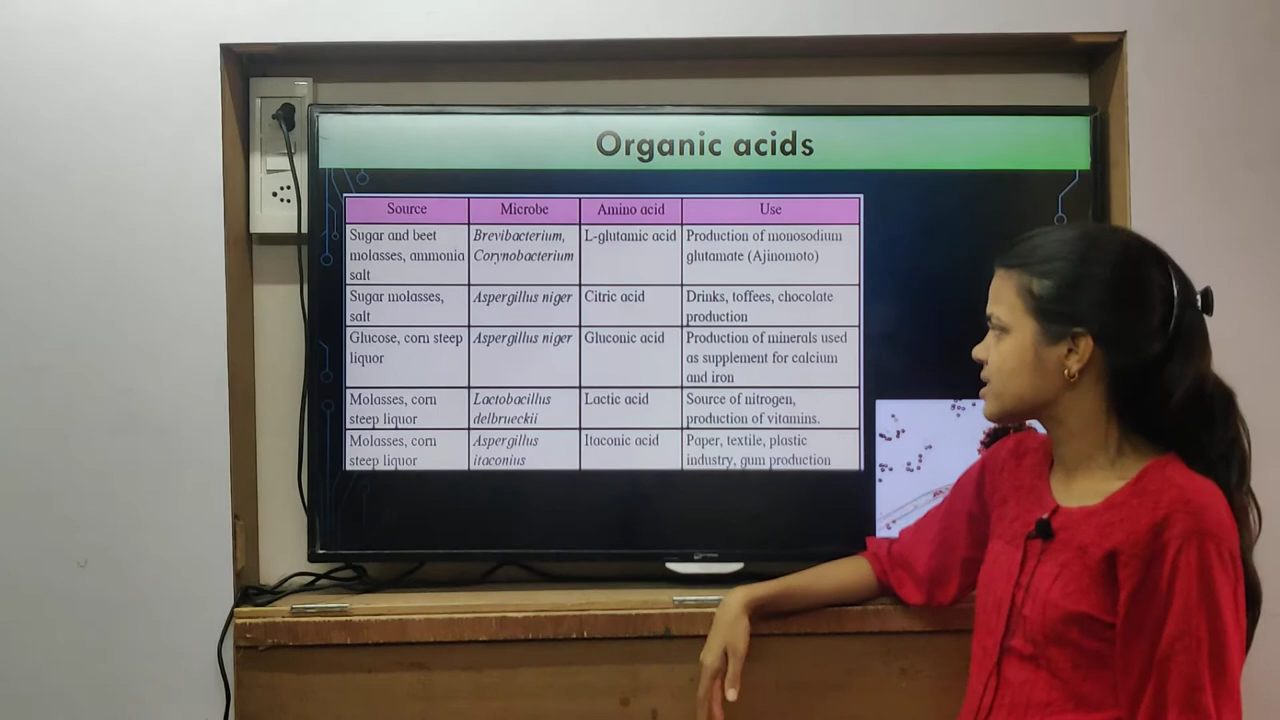 Organic acids
Source Microbe Amino acid Use
Sugar and beet
molasses, ammonia
salt
Brevibacterium,
Corynobacterium
L-glutamic acid
Production of monosodium
glutamate (Ajinomoto)
Sugar molasses,
salt
Aspergillus niger
Citric acid
Drinks, toffees, chocolate
production
Glucose, corn steep
liquor
Aspergillus niger
Gluconic acid
Production of minerals used
as supplement for calcium
and iron
Molasses, corn
steep liquor
Lactobacillus
delbrueckii
Lactic acid
Source of nitrogen,
production of vitamins.
Molasses, corn
steep liquor
Aspergillus
itaconius
Itaconic acid
Paper, textile, plastic
industry, gum production